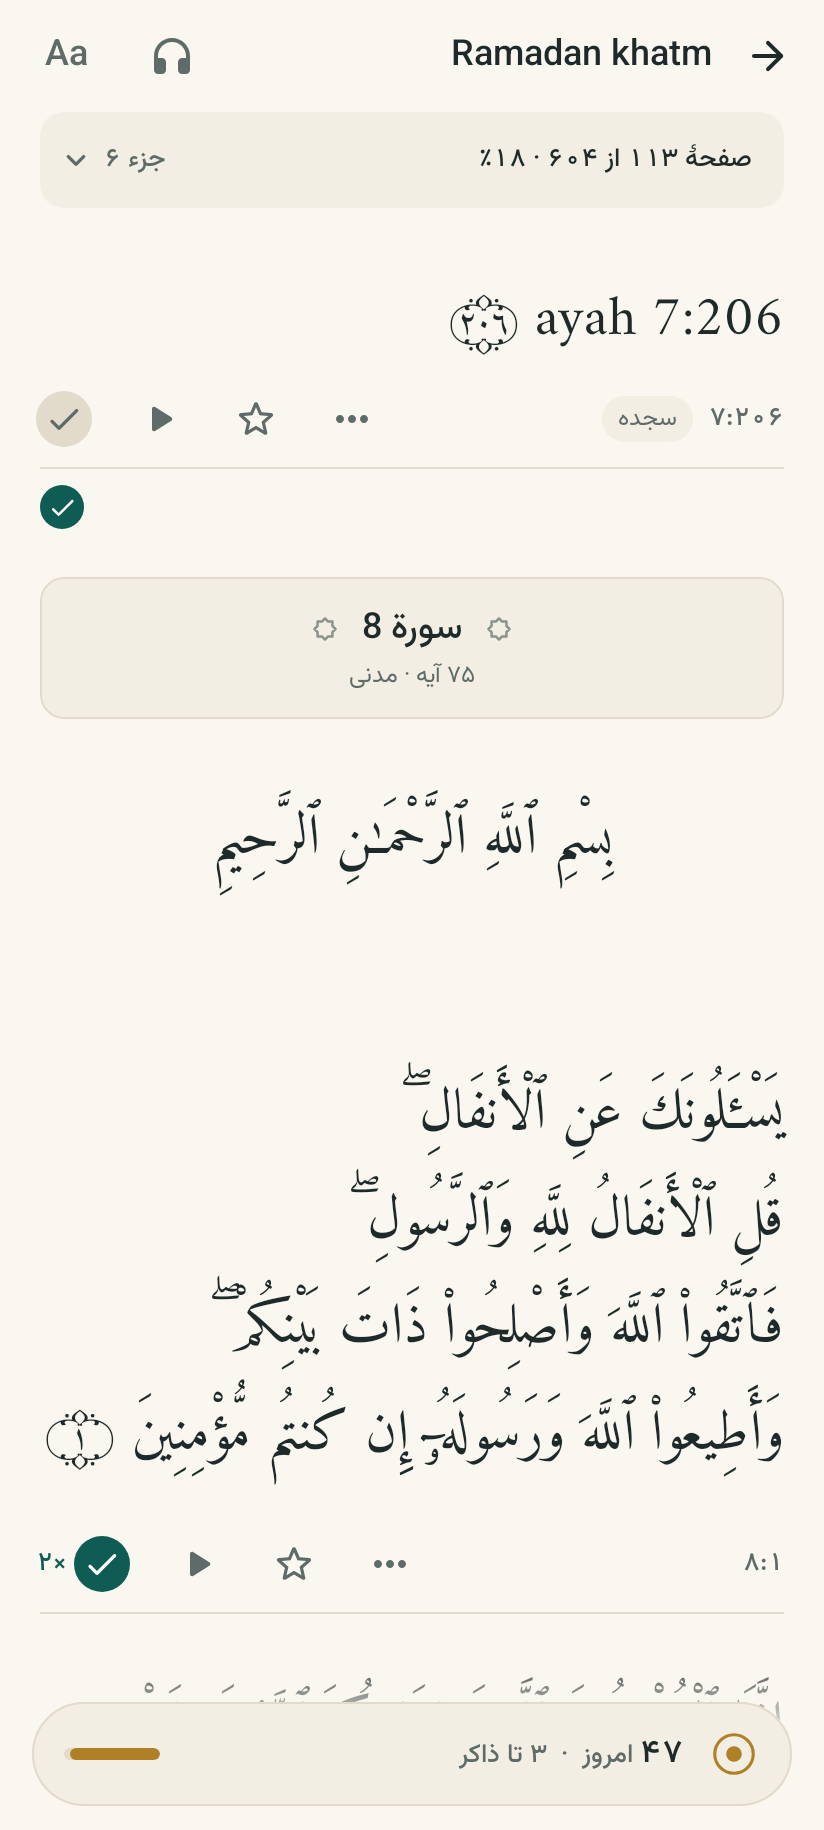 Ramadan khatm Aa
صفحهٔ ۱۱۳ از ۶۰۴ · ۱۸٪ جزء ۶
ayah 7:206 ۝٢٠٦
۷:۲۰۶ سجده
سورة 8
۷۵ آیه · مدنی
بِسْمِ ٱللَّهِ ٱلرَّحْمَـٰنِ ٱلرَّحِيمِ
يَسْـَٔلُونَكَ عَنِ ٱلْأَنفَالِ ۖ
قُلِ ٱلْأَنفَالُ لِلَّهِ وَٱلرَّسُولِ ۖ
فَٱتَّقُوا۟ ٱللَّهَ وَأَصْلِحُوا۟ ذَاتَ بَيْنِكُمْ ۖ
وَأَطِيعُوا۟ ٱللَّهَ وَرَسُولَهُۥٓ إِن كُنتُم مُّؤْمِنِينَ ۝١
۸:۱ ۲×
۴۷ امروز · ۳ تا ذاکر